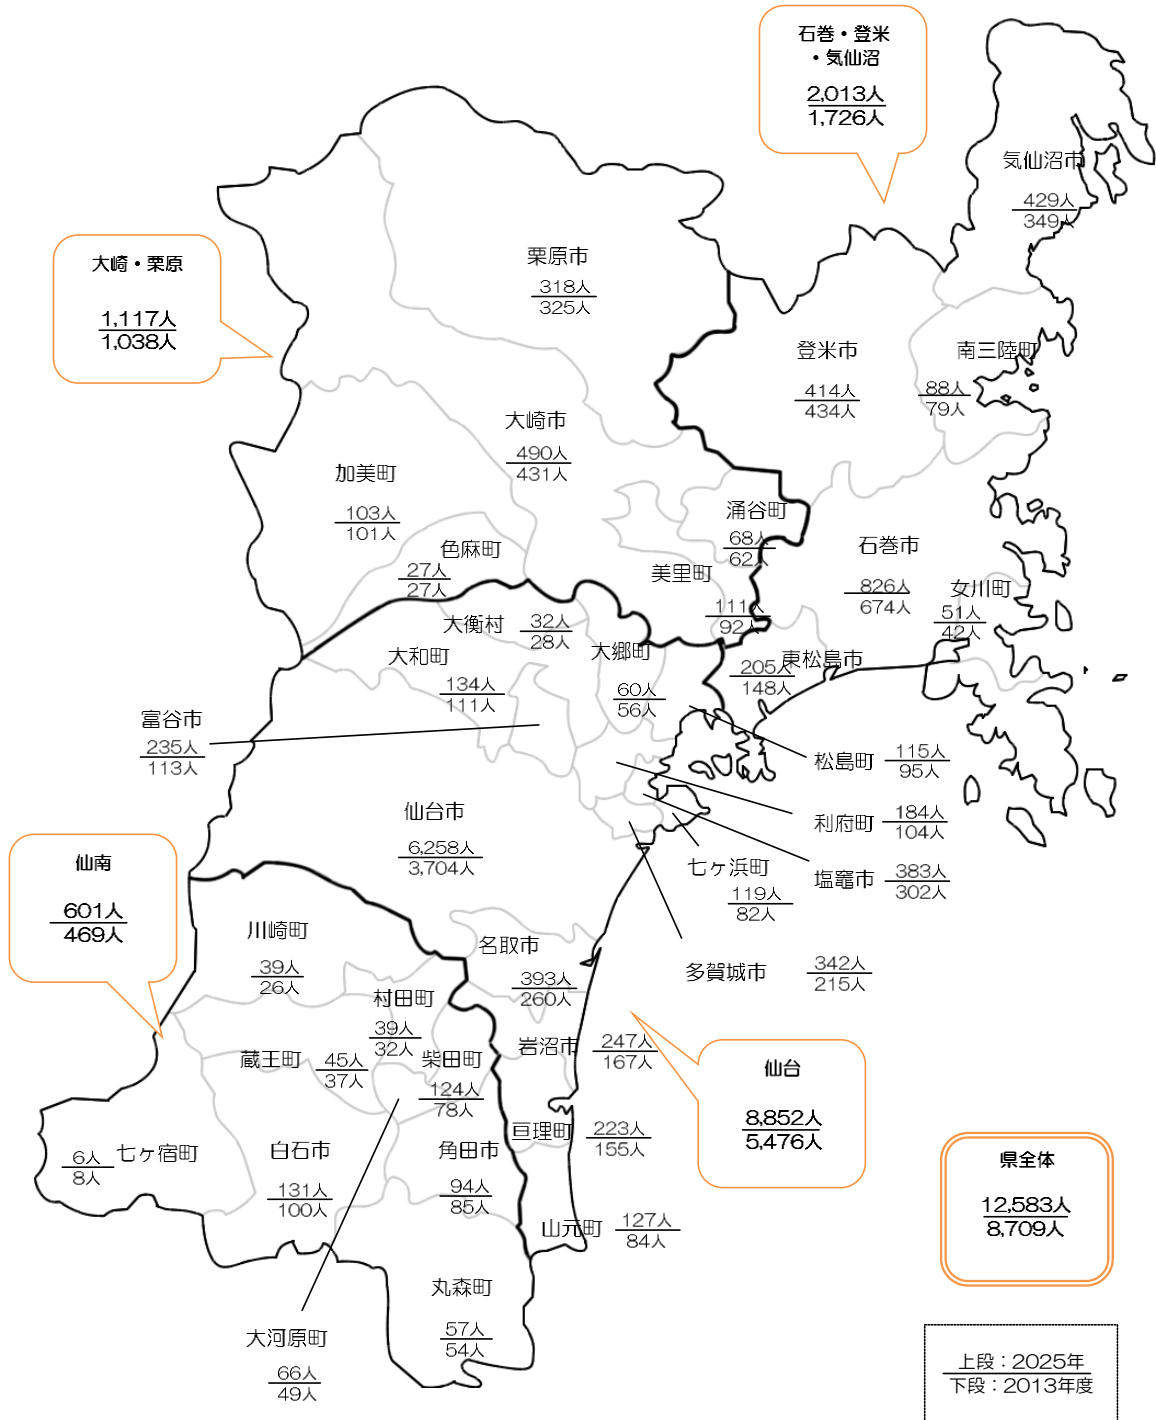 石巻・登米
・気仙沼
2,013人
1,726人
気仙沼市
429人
349人
大崎・栗原
1,117人
1,038人
栗原市
318人
325人
登米市
414人
434人
南三陸町
88人
79人
大崎市
490人
431人
加美町
103人
101人
涌谷町
68人
62人
色麻町
27人
27人
美里町
111人
92人
石巻市
826人
674人
女川町
51人
42人
大衡村
32人
28人
大和町
134人
111人
大郷町
60人
56人
東松島市
205人
148人
富谷市
235人
113人
松島町
115人
95人
仙台市
6,258人
3,704人
利府町
184人
104人
七ヶ浜町
119人
82人
塩竈市
383人
302人
仙南
601人
469人
川崎町
39人
26人
名取市
393人
260人
多賀城市
342人
215人
村田町
39人
32人
蔵王町
45人
37人
柴田町
124人
78人
岩沼市
247人
167人
仙台
8,852人
5,476人
七ヶ宿町
6人
8人
白石市
131人
100人
角田市
94人
85人
亘理町
223人
155人
山元町
127人
84人
県全体
12,583人
8,709人
丸森町
57人
54人
大河原町
66人
49人
上段：2025年
下段：2013年度